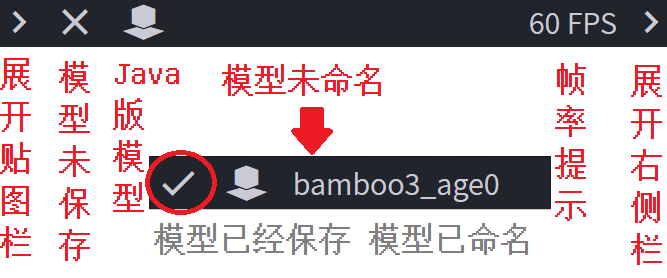 60 FPS
展开贴图栏
模型未保存
Java版模型
模型未命名
帧率提示
展开右侧栏
bamboo3_age0
模型已经保存 模型已命名